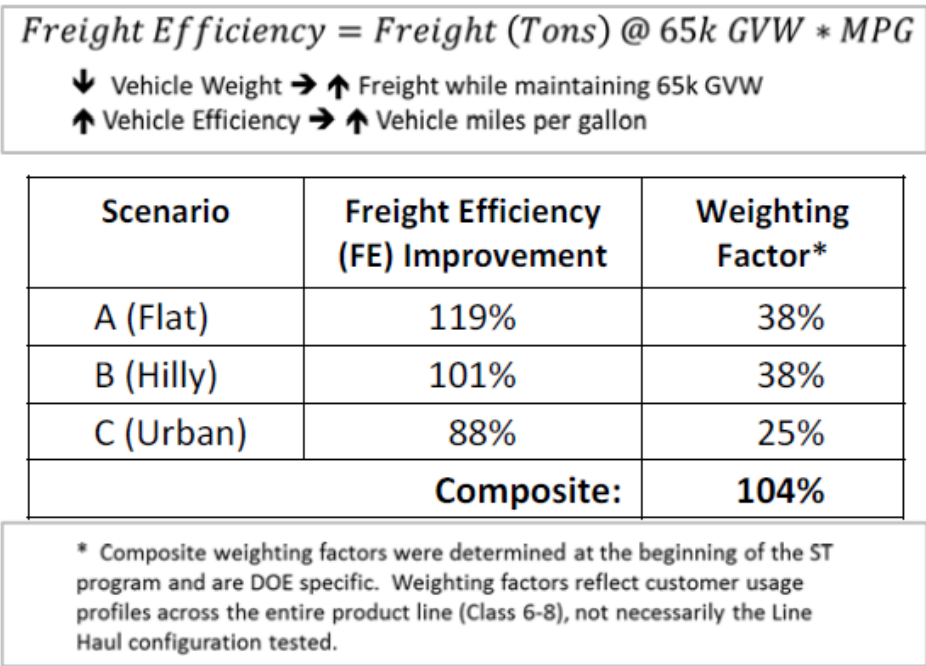 Freight Efficiency = Freight (Tons) @ 65k GVW * MPG
↓ Vehicle Weight → ↑ Freight while maintaining 65k GVW
↑ Vehicle Efficiency → ↑ Vehicle miles per gallon
Scenario Freight Efficiency (FE) Improvement Weighting Factor*
A (Flat) 119% 38%
B (Hilly) 101% 38%
C (Urban) 88% 25%
Composite: 104%
* Composite weighting factors were determined at the beginning of the ST
program and are DOE specific. Weighting factors reflect customer usage
profiles across the entire product line (Class 6-8), not necessarily the Line
Haul configuration tested.